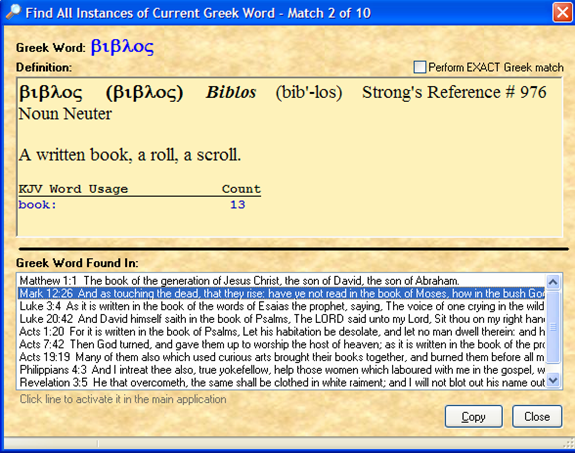 Find All Instances of Current Greek Word - Match 2 of 10
Greek Word: βιβλος
Definition:
Perform EXACT Greek match
βιβλος (βιβλος) Biblos (bib'-los) Strong's Reference # 976
Noun Neuter
A written book, a roll, a scroll.
KJV Word Usage Count
book: 13
Greek Word Found In:
Matthew 1:1 The book of the generation of Jesus Christ, the son of David, the son of Abraham.
Mark 12:26 And as touching the dead, that they rise: have ye not read in the book of Moses, how in the bush
Luke 3:4 As it is written in the book of the words of Esaias the prophet, saying, The voice of one crying in the wild
Luke 20:42 And David himself saith in the book of Psalms, The LORD said unto my Lord, Sit thou on my right han
Acts 1:20 For it is written in the book of Psalms, Let his habitation be desolate, and let no man dwell therein: and h
Acts 7:42 Then God turned, and gave them up to worship the host of heaven; as it is written in the book of the pro
Acts 19:19 Many of them also which used curious arts brought their books together, and burned them before all m
Philippians 4:3 And I intreat thee also, true yokefellow, help those women which laboured with me in the gospel, w
Revelation 3:5 He that overcometh, the same shall be clothed in white raiment; and I will not blot out his name out
Click line to activate it in the main application
Copy
Close